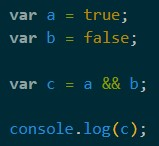 var a = true;
var b = false;
var c = a && b;
console.log(c);